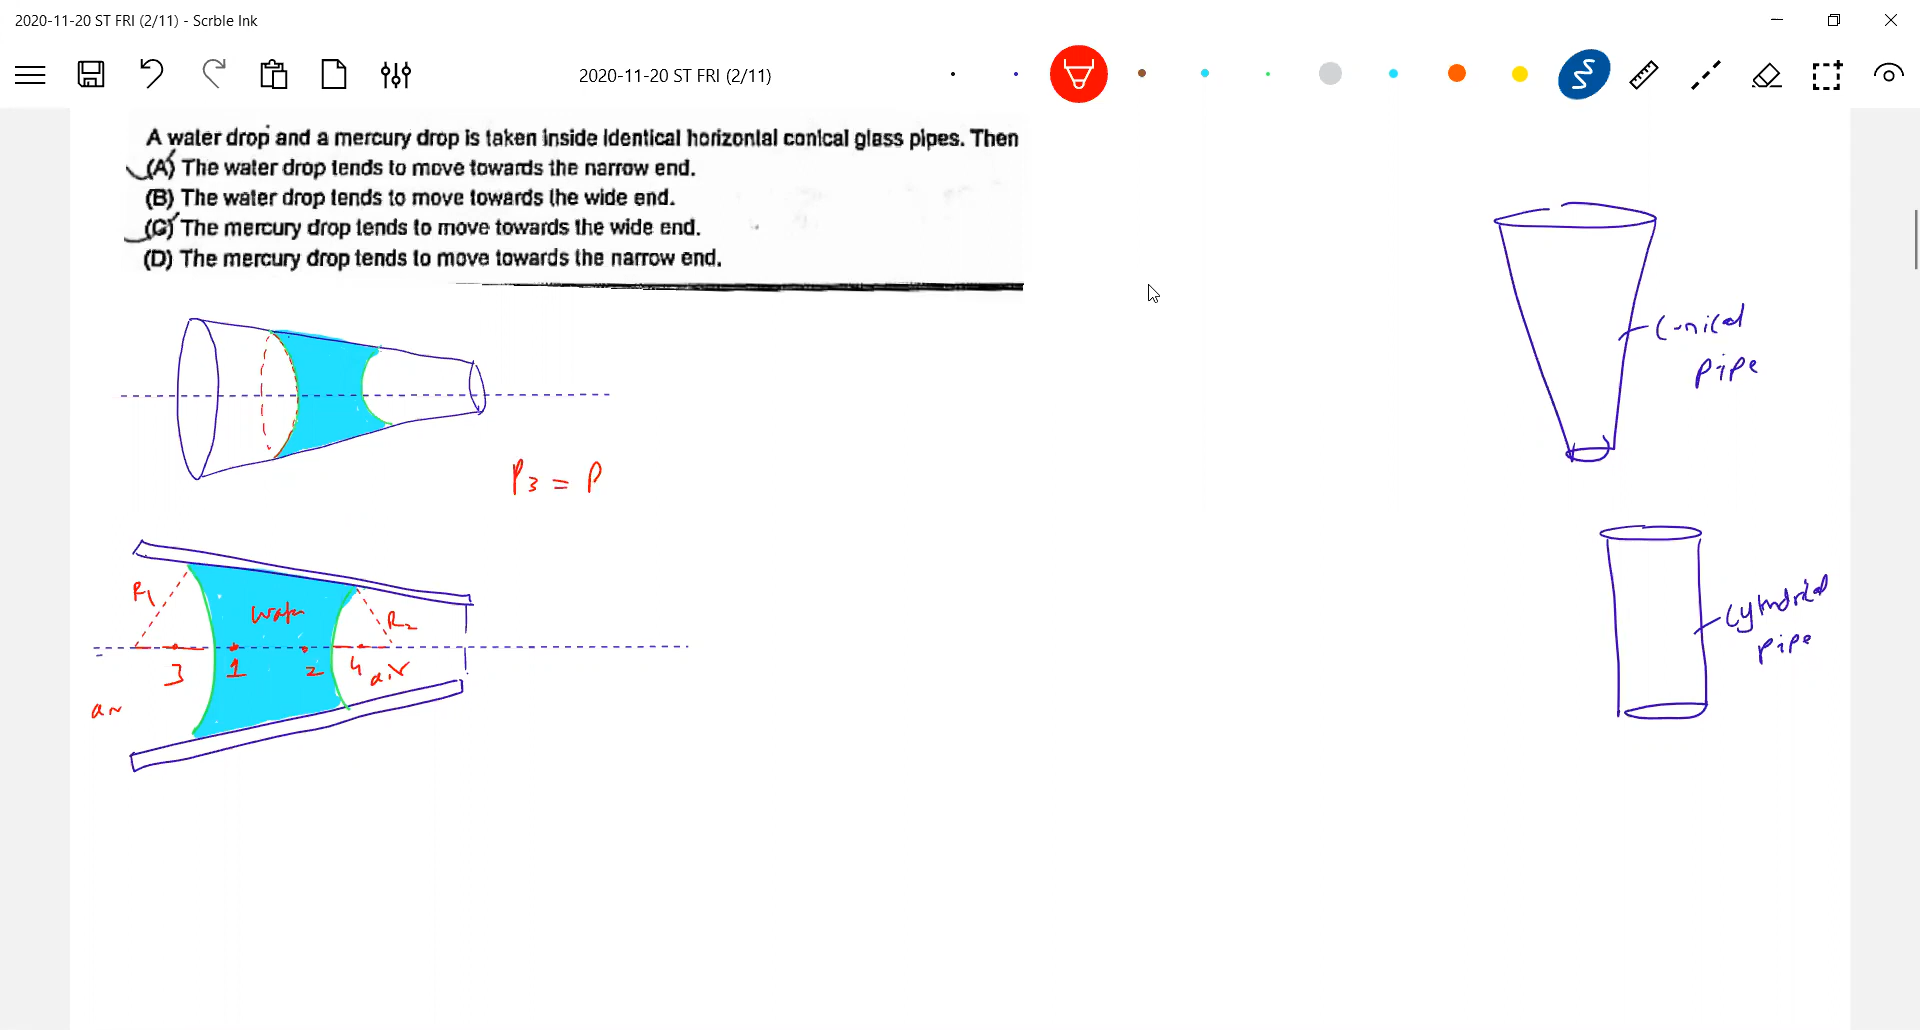 2020-11-20 ST FRI (2/11) - Scrble Ink
2020-11-20 ST FRI (2/11)
A water drop and a mercury drop is taken inside identical horizontal conical glass pipes. Then
(A) The water drop tends to move towards the narrow end.
(B) The water drop tends to move towards the wide end.
(C) The mercury drop tends to move towards the wide end.
(D) The mercury drop tends to move towards the narrow end.
Conical
pipe
P3 = P
R1
Water
R2
3
1
2
4
air
Cylindrical
pipe